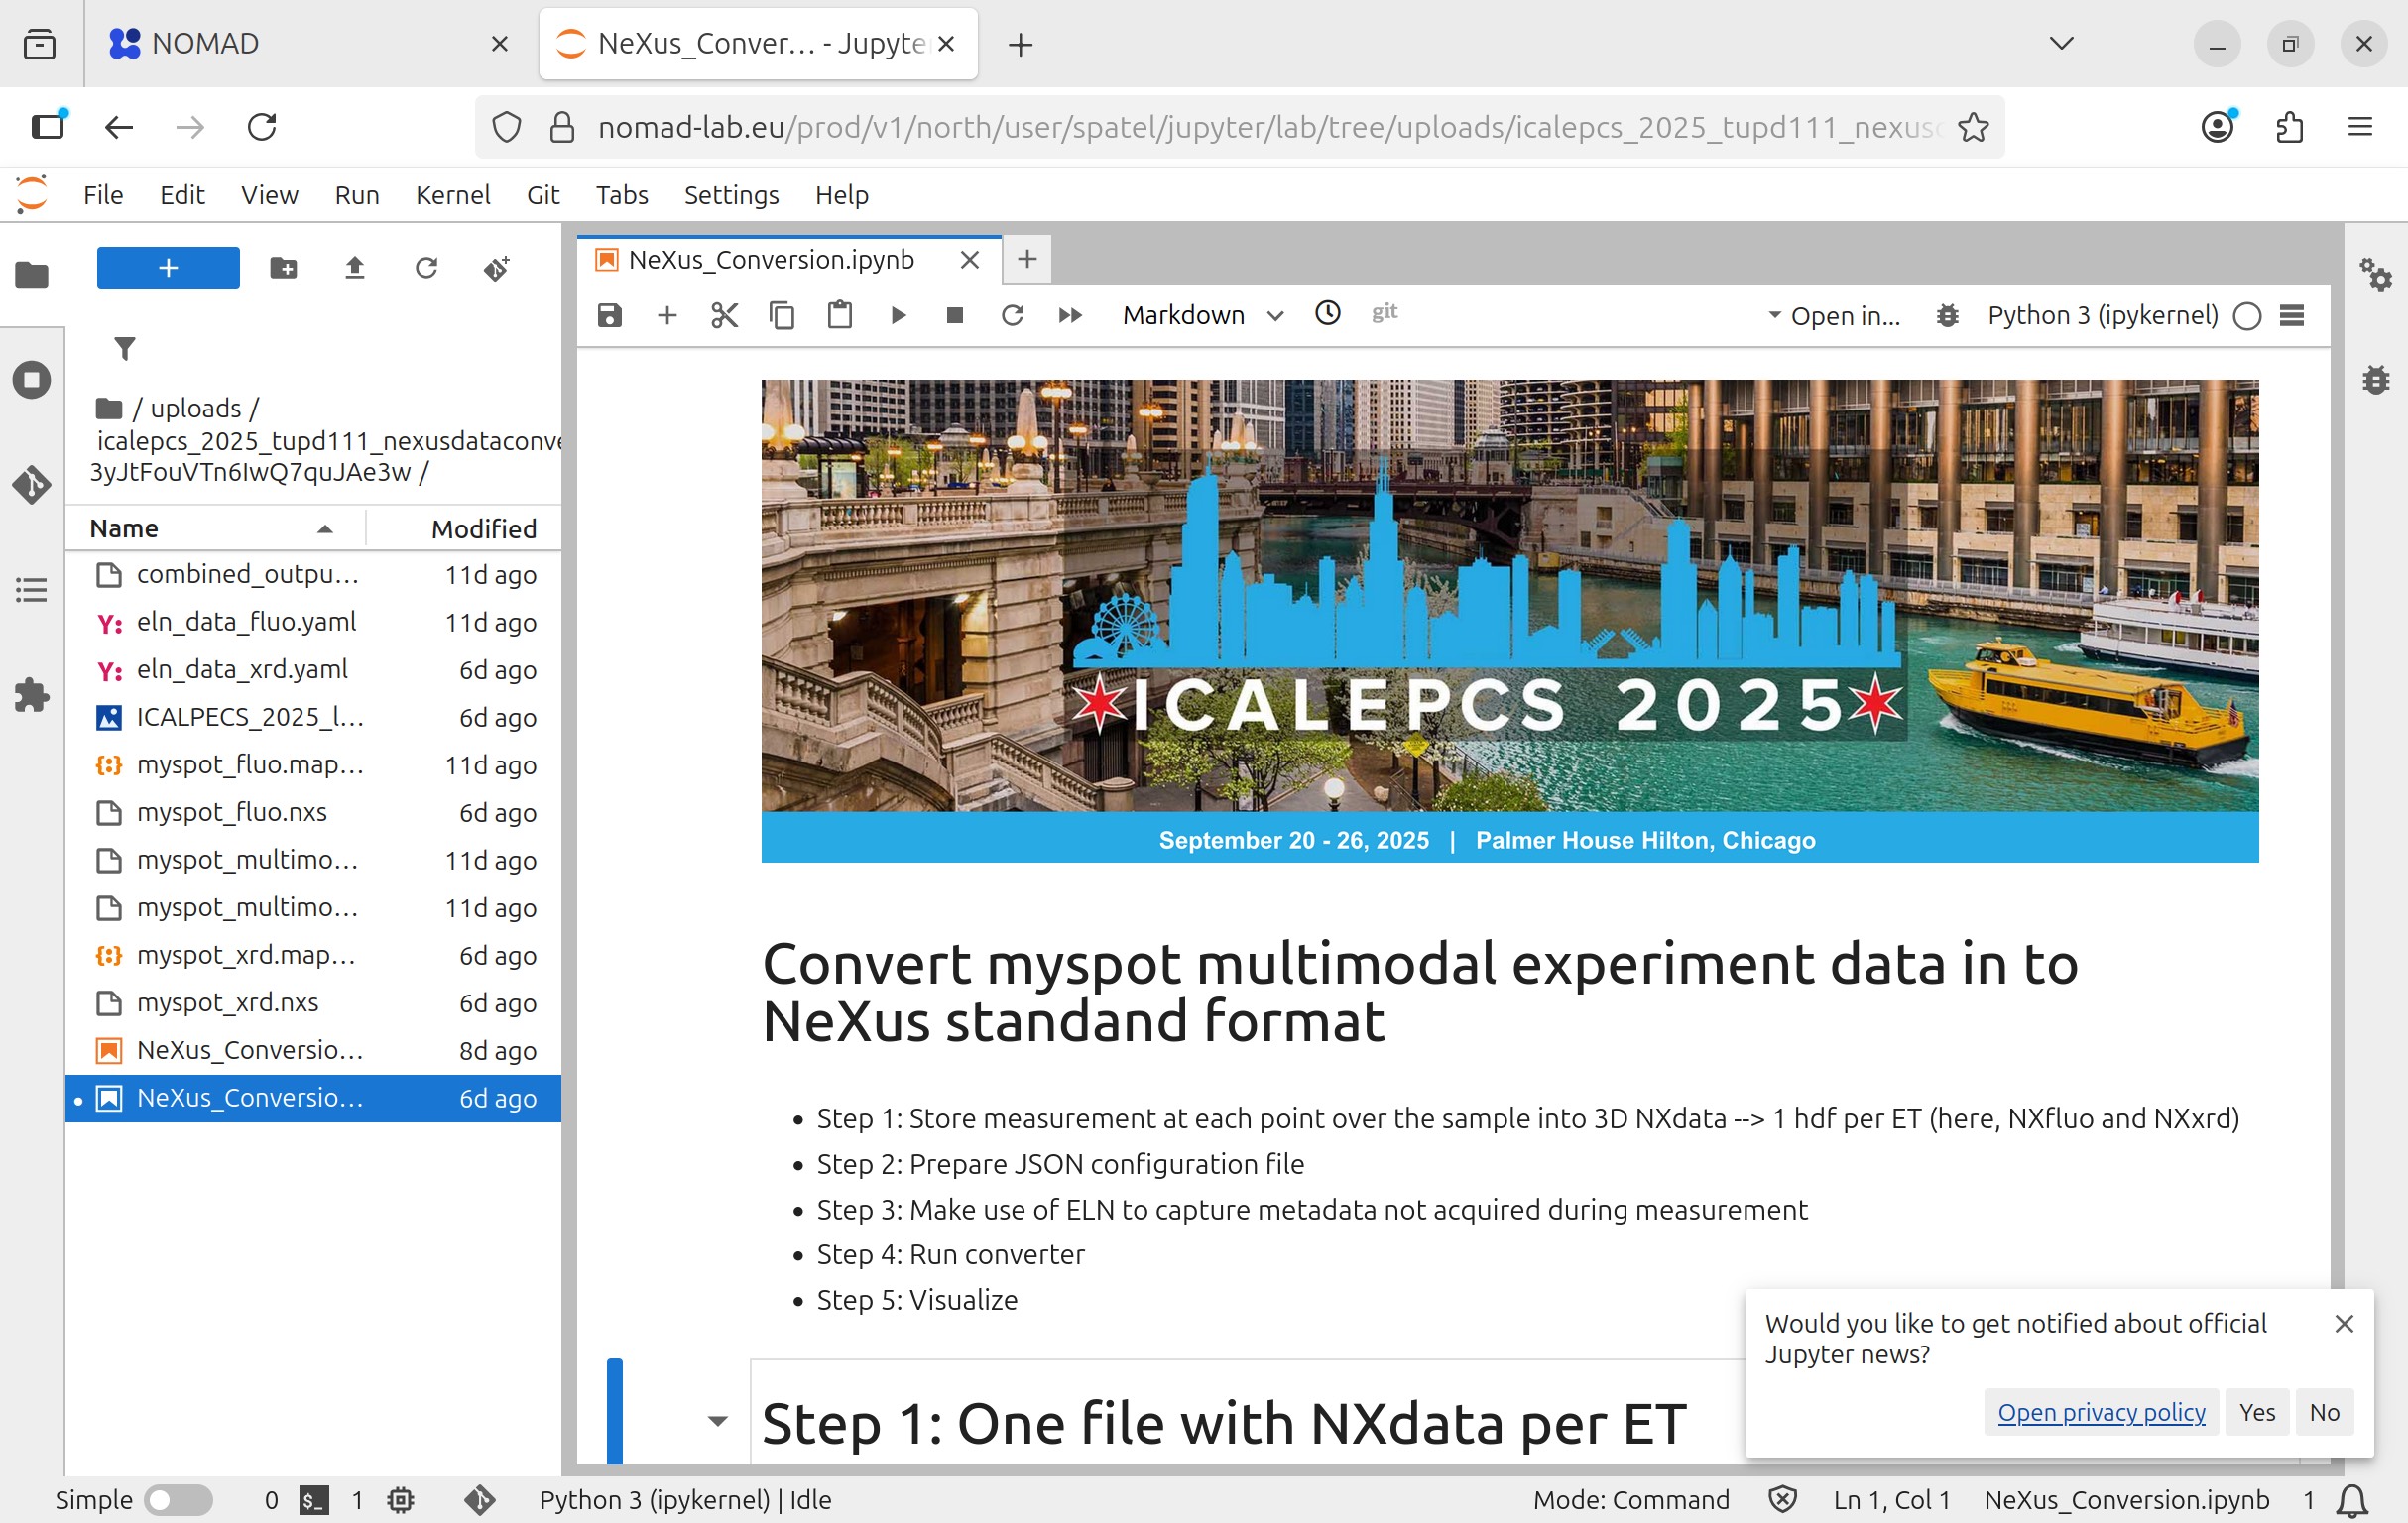 NOMAD
NeXus_Conver… - Jupyte
nomad-lab.eu/prod/v1/north/user/spatel/jupyter/lab/tree/uploads/icalepcs_2025_tupd111_nexus
File Edit View Run Kernel Git Tabs Settings Help
NeXus_Conversion.ipynb
Markdown
git
Open in...
Python 3 (ipykernel)
/ uploads /
icalepcs_2025_tupd111_nexusdataconve
3yJtFouVTn6IwQ7quJAe3w /
Name Modified
combined_outpu… 11d ago
eln_data_fluo.yaml 11d ago
eln_data_xrd.yaml 6d ago
ICALPECS_2025_l… 6d ago
myspot_fluo.map… 11d ago
myspot_fluo.nxs 6d ago
myspot_multimo… 11d ago
myspot_multimo… 11d ago
myspot_xrd.map… 6d ago
myspot_xrd.nxs 6d ago
NeXus_Conversio… 8d ago
NeXus_Conversio… 6d ago
ICALEPCS 2025
September 20 - 26, 2025 | Palmer House Hilton, Chicago
Convert myspot multimodal experiment data in to
NeXus standand format
• Step 1: Store measurement at each point over the sample into 3D NXdata --> 1 hdf per ET (here, NXfluo and NXxrd)
• Step 2: Prepare JSON configuration file
• Step 3: Make use of ELN to capture metadata not acquired during measurement
• Step 4: Run converter
• Step 5: Visualize
Step 1: One file with NXdata per ET
Would you like to get notified about official
Jupyter news?
Open privacy policy Yes No
Simple 0 $_ 1 Python 3 (ipykernel) | Idle Mode: Command Ln 1, Col 1 NeXus_Conversion.ipynb 1